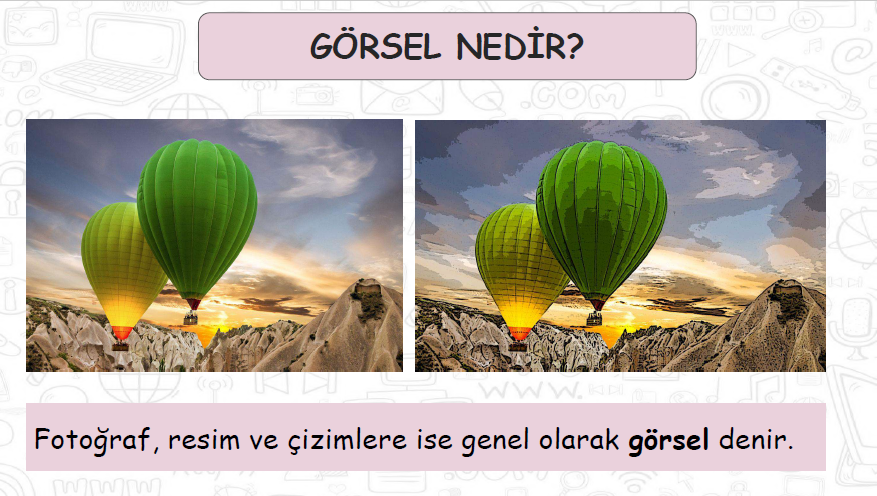 GÖRSEL NEDİR?
Fotoğraf, resim ve çizimlere ise genel olarak görsel denir.